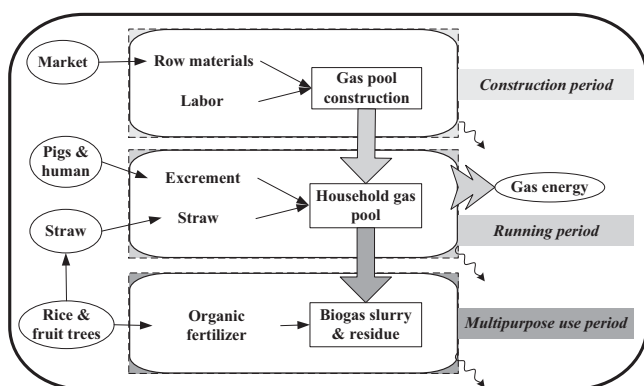 Market
Row materials
Labor
Gas pool
construction
Construction period
Pigs &
human
Excrement
Straw
Household gas
pool
Gas energy
Straw
Running period
Rice &
fruit trees
Organic
fertilizer
Biogas slurry
& residue
Multipurpose use period